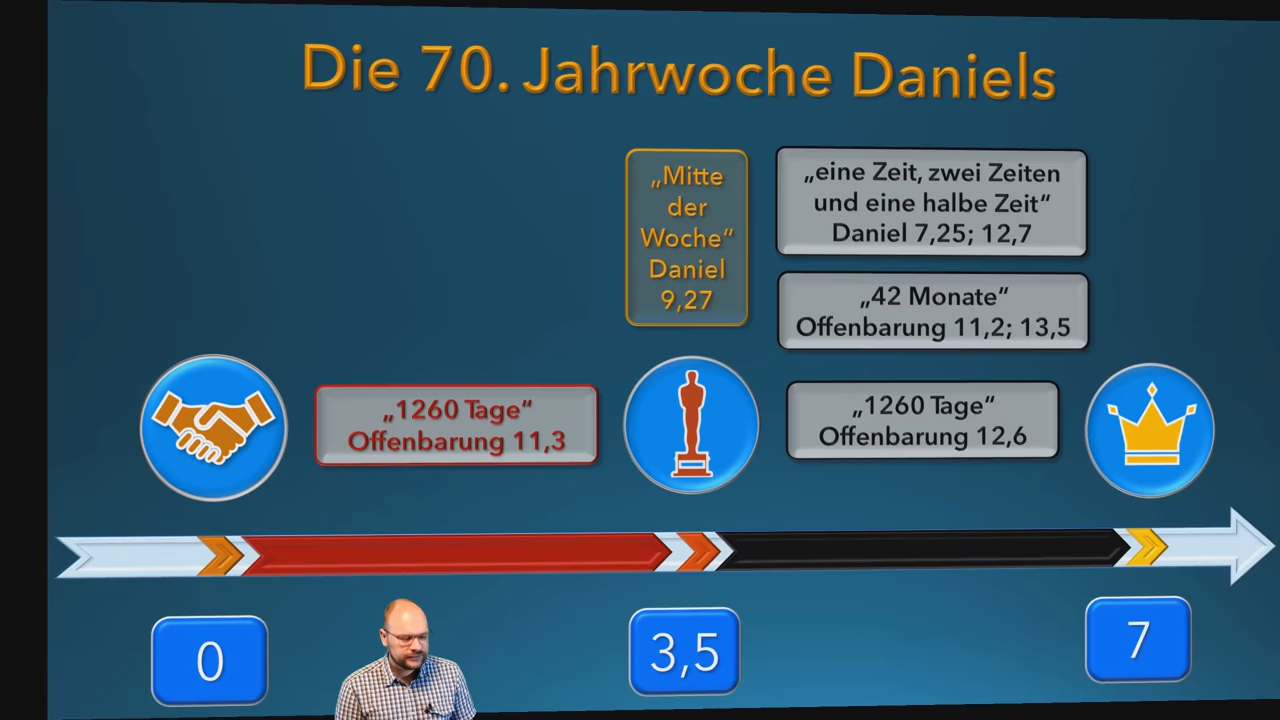 Die 70. Jahrwoche Daniels
„Mitte
der
Woche“
Daniel
9,27
„eine Zeit, zwei Zeiten
und eine halbe Zeit“
Daniel 7,25; 12,7
„42 Monate“
Offenbarung 11,2; 13,5
„1260 Tage“
Offenbarung 11,3
„1260 Tage“
Offenbarung 12,6
0
3,5
7